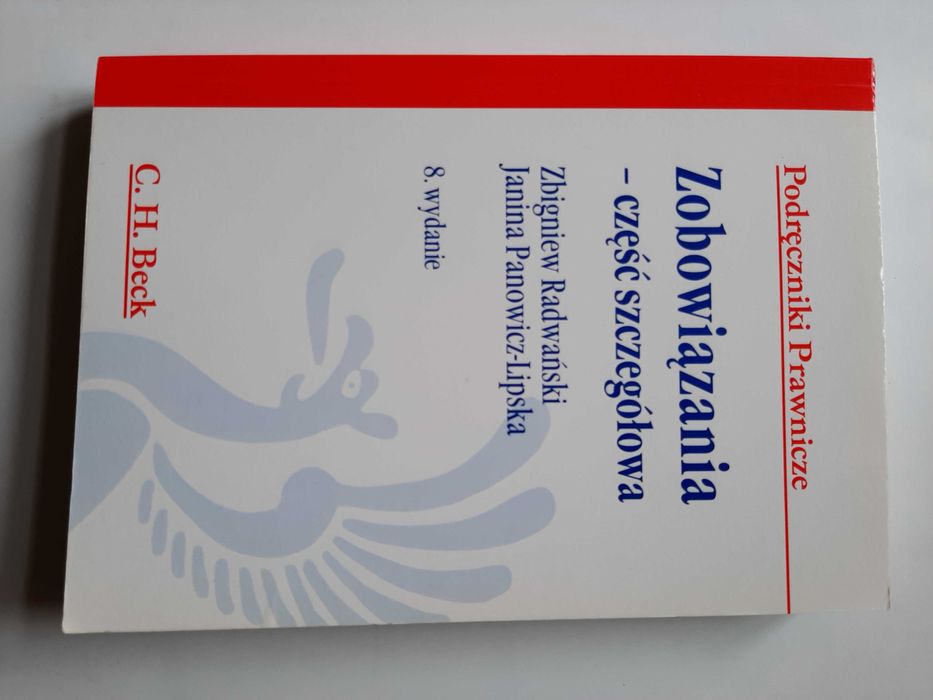 Podręczniki Prawnicze
Zobowiązania
– część szczegółowa
Zbigniew Radwański
Janina Panowicz-Lipska
8. wydanie
C. H. Beck